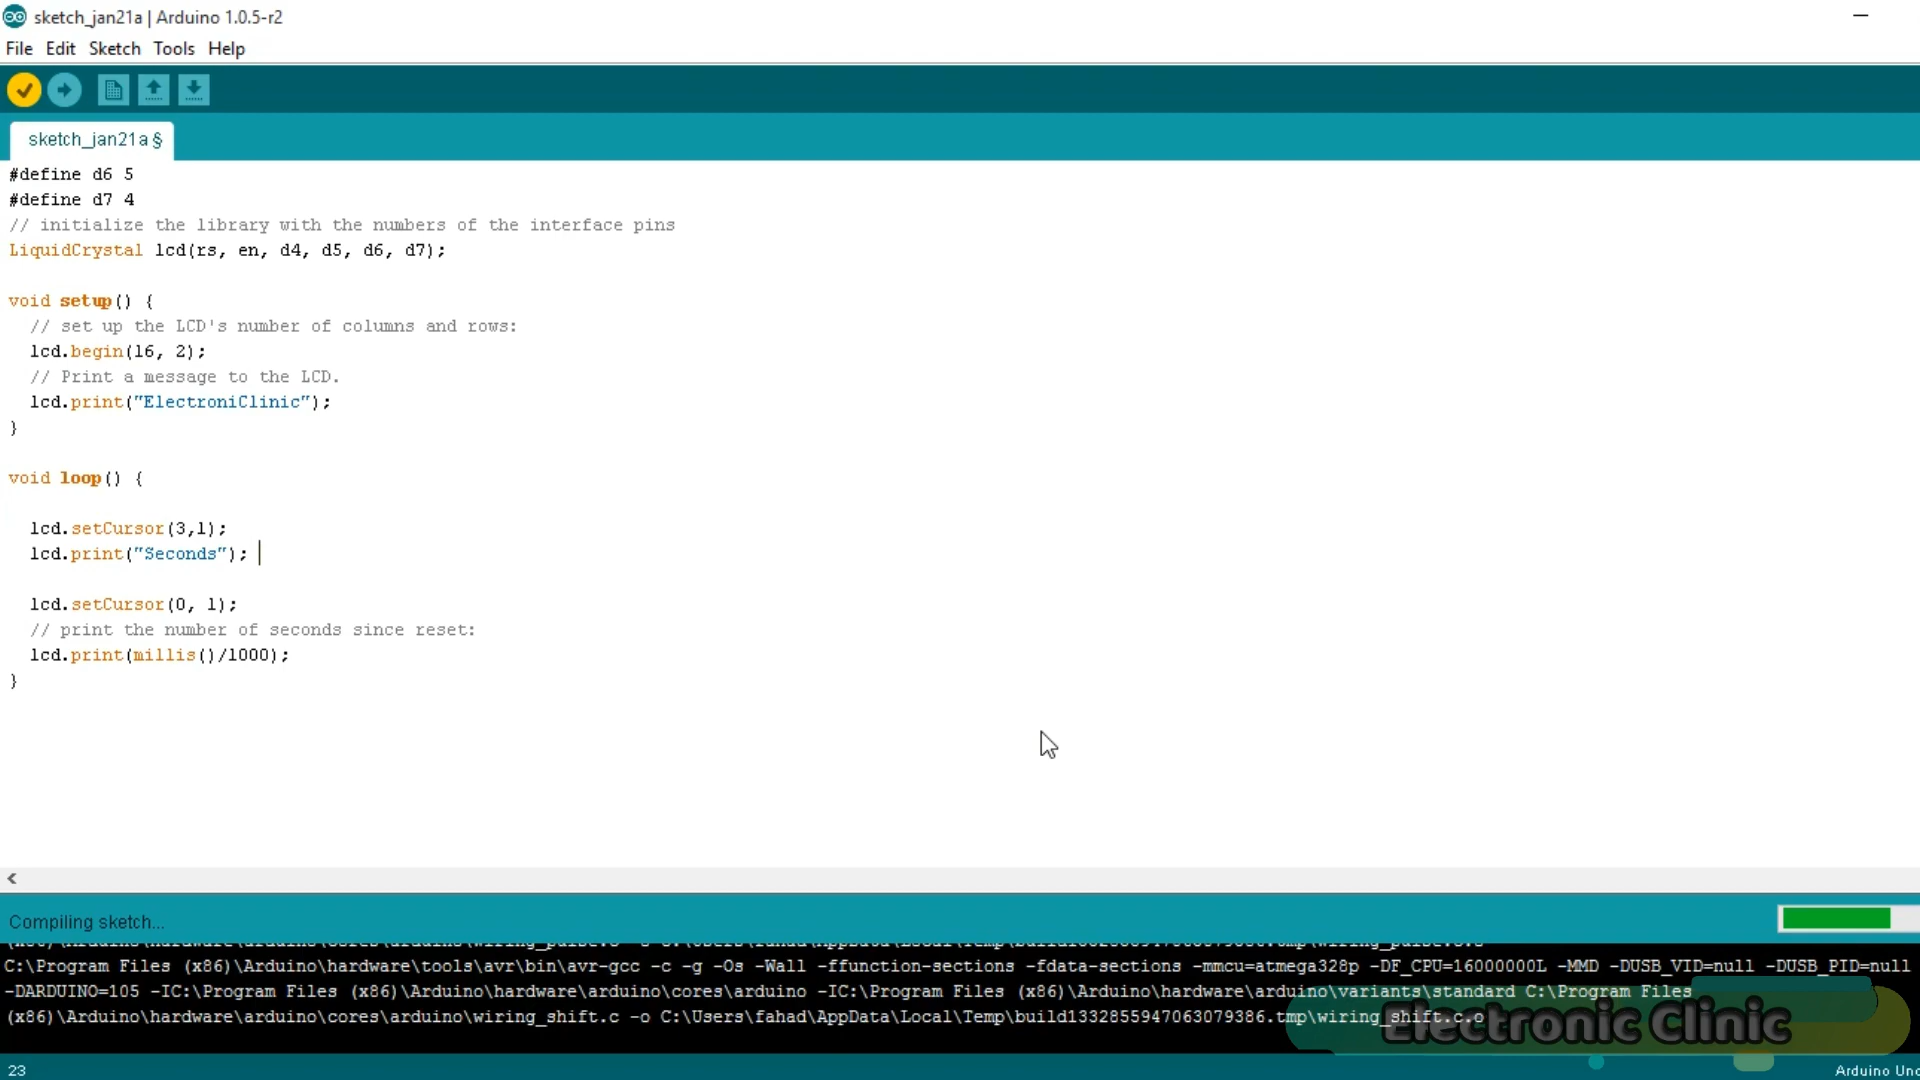 sketch_jan21a | Arduino 1.0.5-r2
File Edit Sketch Tools Help
sketch_jan21a §
#define d6 5
#define d7 4
// initialize the library with the numbers of the interface pins
LiquidCrystal lcd(rs, en, d4, d5, d6, d7);
void setup() {
// set up the LCD's number of columns and rows:
lcd.begin(16, 2);
// Print a message to the LCD.
lcd.print("ElectroniClinic");
}
void loop() {
lcd.setCursor(3,1);
lcd.print("Seconds");
lcd.setCursor(0, 1);
// print the number of seconds since reset:
lcd.print(millis()/1000);
}
Compiling sketch...
C:\Program Files (x86)\Arduino\hardware\tools\avr\bin\avr-gcc -c -g -Os -Wall -ffunction-sections -fdata-sections -mmcu=atmega328p -DF_CPU=16000000L -MMD -DUSB_VID=null -DUSB_PID=null
-DARDUINO=105 -IC:\Program Files (x86)\Arduino\hardware\arduino\cores\arduino -IC:\Program Files (x86)\Arduino\hardware\arduino\variants\standard C:\Program Files
(x86)\Arduino\hardware\arduino\cores\arduino\wiring_shift.c -o C:\Users\fahad\AppData\Local\Temp\build1332855947063079386.tmp\wiring_shift.c.o
Electronic Clinic
23
Arduino Uno